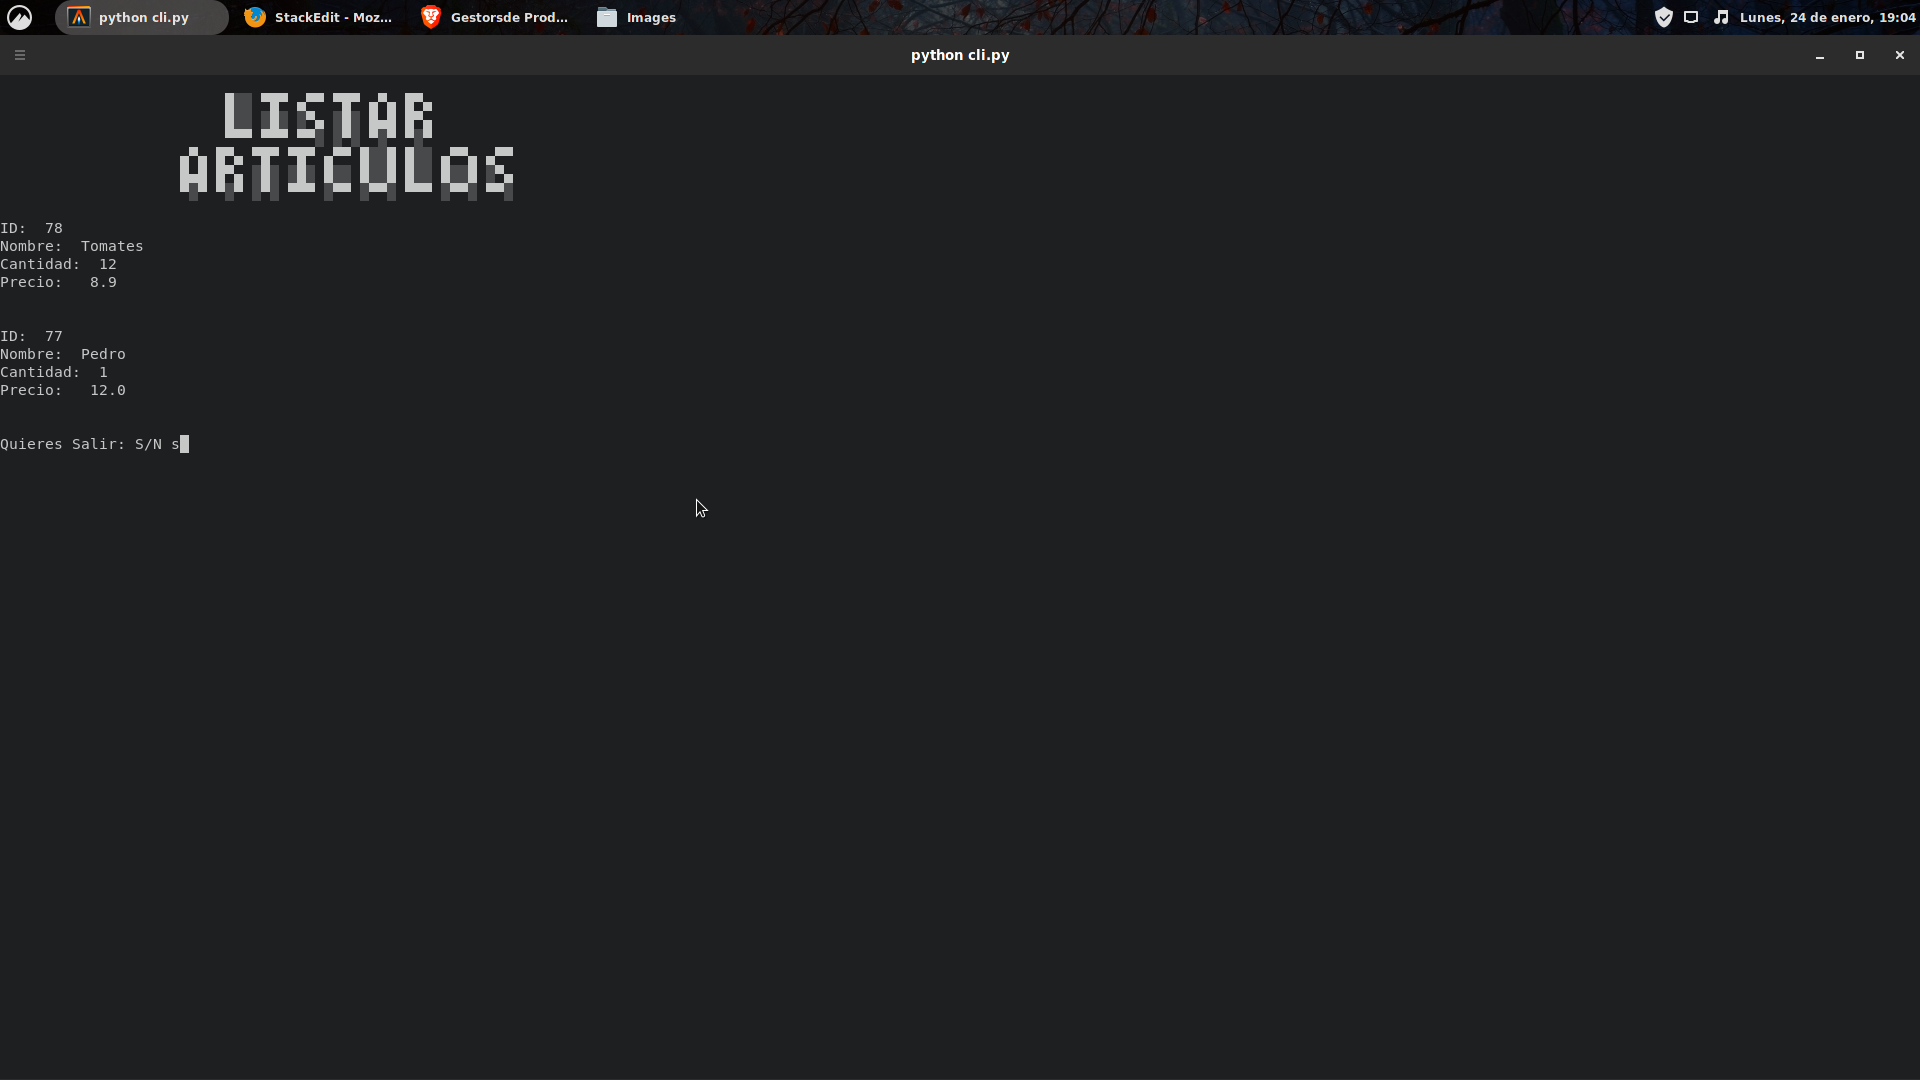 python cli.py
StackEdit - Moz...
Gestorsde Prod...
Images
Lunes, 24 de enero, 19:04
python cli.py
LISTAR
ARTICULOS
ID:  78
Nombre:  Tomates
Cantidad:  12
Precio:   8.9
ID:  77
Nombre:  Pedro
Cantidad:  1
Precio:   12.0
Quieres Salir: S/N s